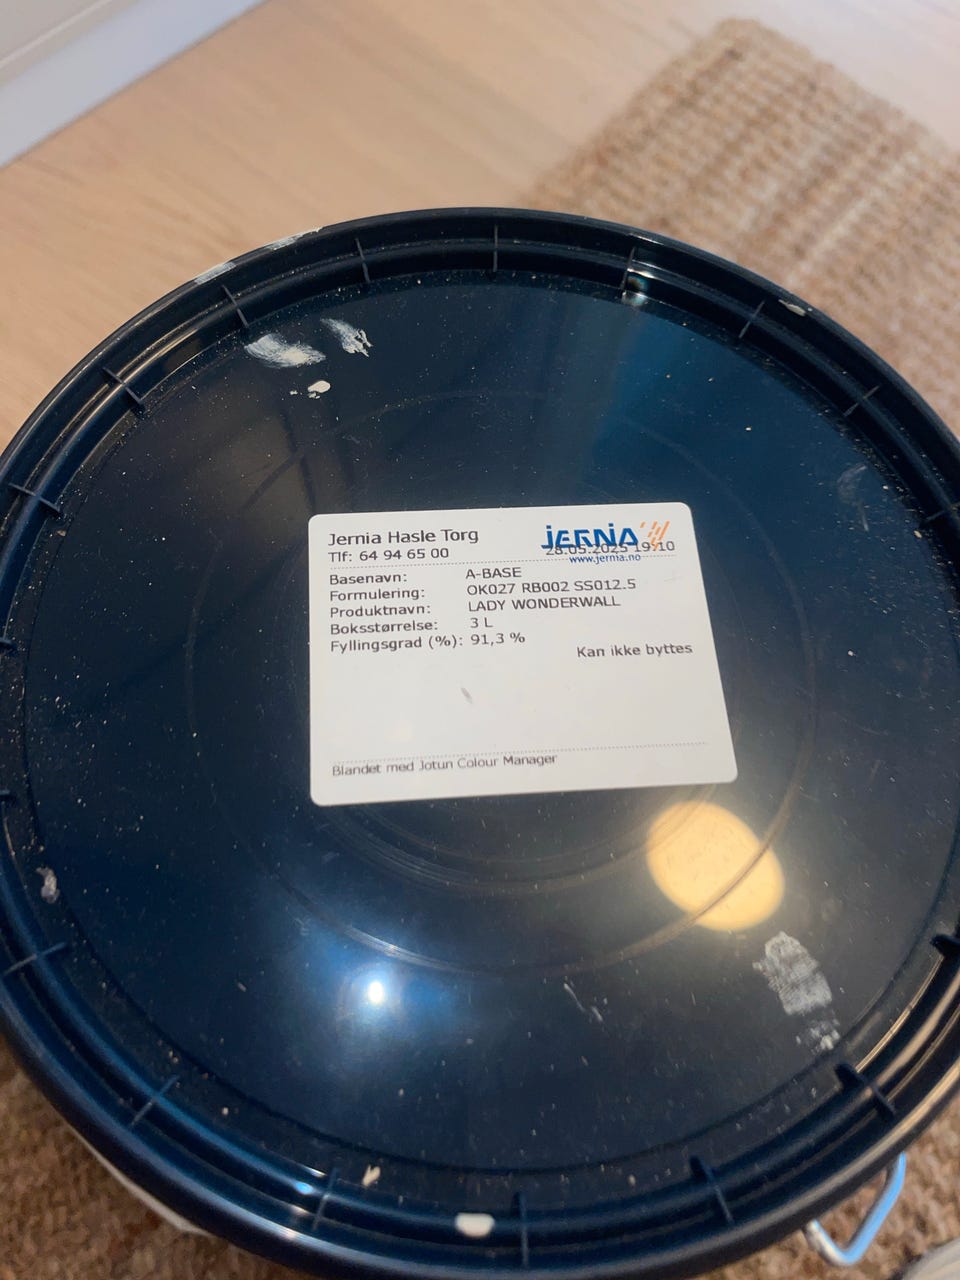 Jernia Hasle Torg
Tlf: 64 94 65 00
JERNIA
28.05.2025 19:10
www.jernia.no
Basenavn: A-BASE
Formulering: OK027 RB002 SS012.5
Produktnavn: LADY WONDERWALL
Boksstørrelse: 3 L
Fyllingsgrad (%): 91,3 %
Kan ikke byttes
Blandet med Jotun Colour Manager